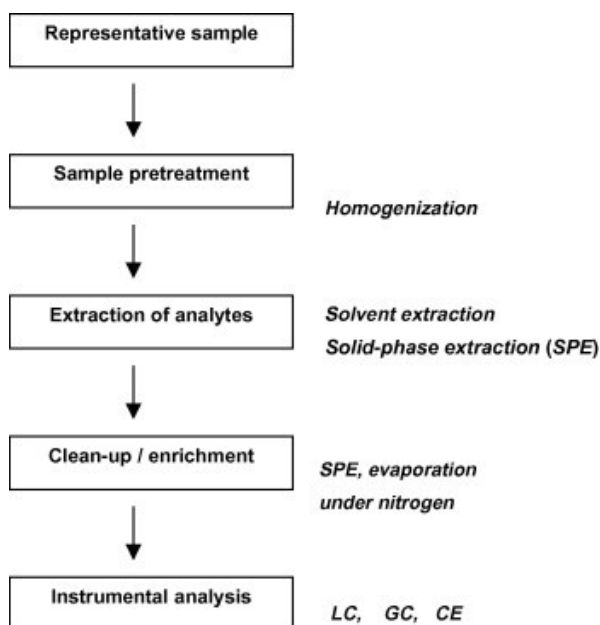 Representative sample
Sample pretreatment
Homogenization
Extraction of analytes
Solvent extraction
Solid-phase extraction (SPE)
Clean-up / enrichment
SPE, evaporation
under nitrogen
Instrumental analysis
LC, GC, CE